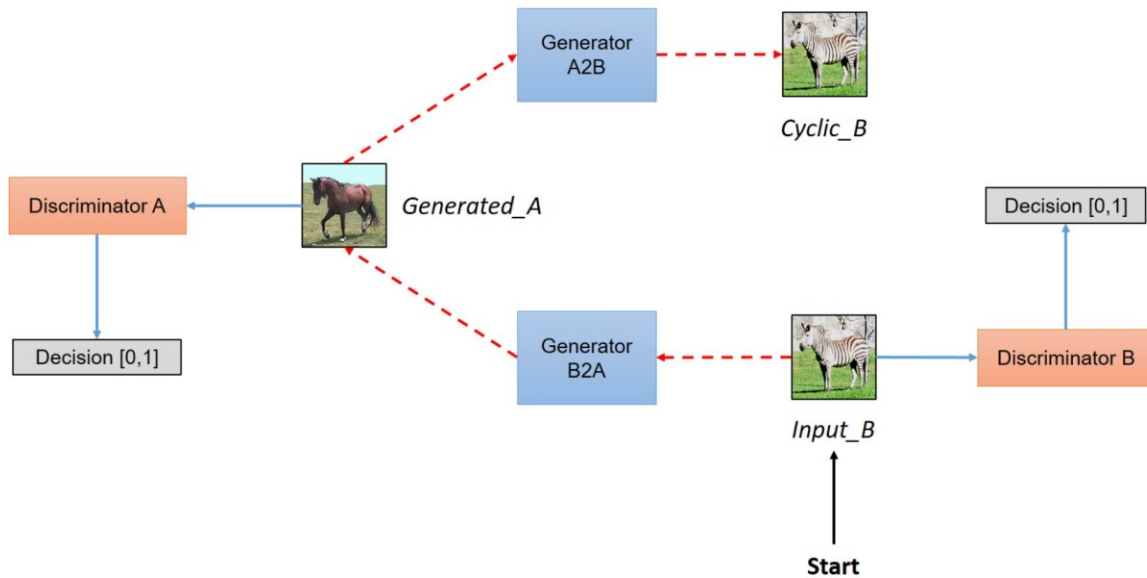 Generator
A2B
Cyclic_B
Discriminator A
Generated_A
Decision [0,1]
Decision [0,1]
Generator
B2A
Discriminator B
Input_B
Start